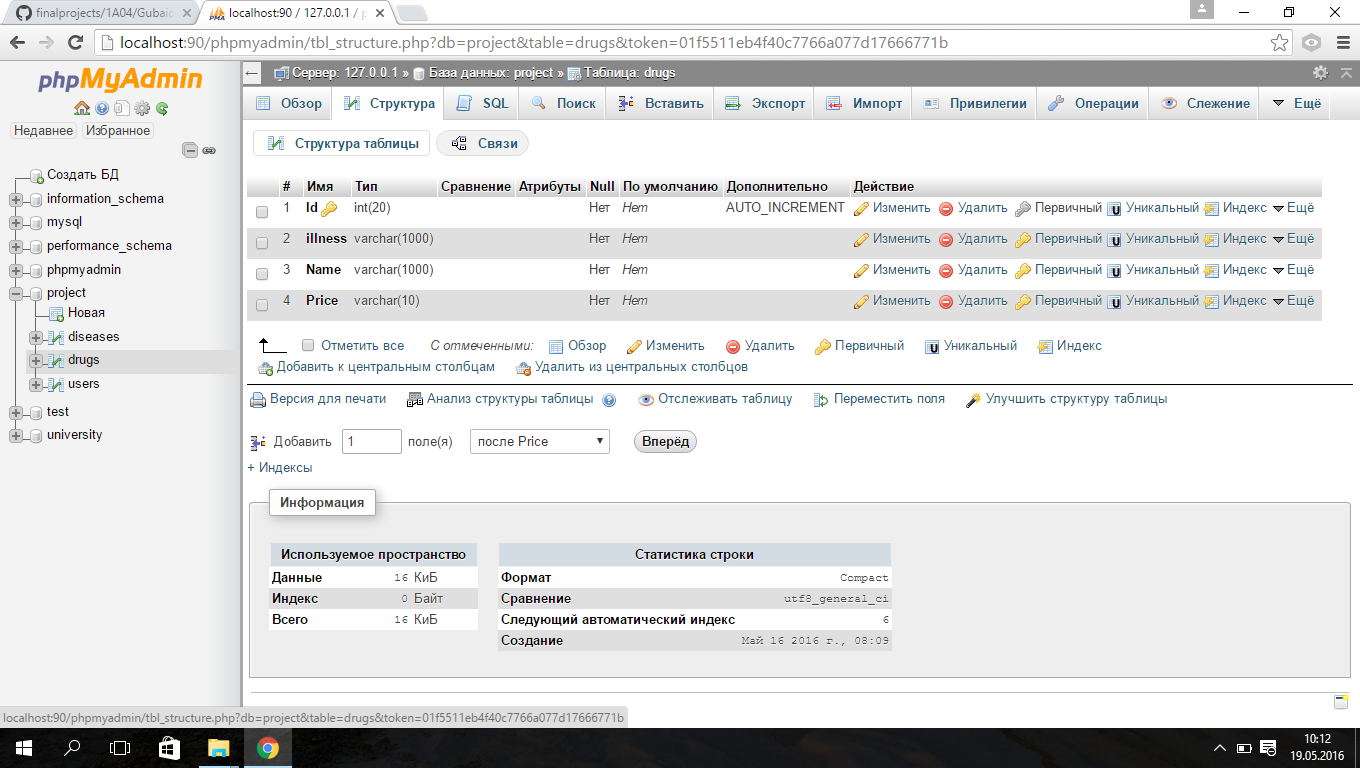 finalprojects/1A04/Gubaid
localhost:90 / 127.0.0.1 / p
localhost:90/phpmyadmin/tbl_structure.php?db=project&table=drugs&token=01f5511eb4f40c7766a077d17666771b
phpMyAdmin
Недавнее Избранное
Создать БД
information_schema
mysql
performance_schema
phpmyadmin
project
Новая
diseases
drugs
users
test
university
Сервер: 127.0.0.1 » База данных: project » Таблица: drugs
Обзор Структура SQL Поиск Вставить Экспорт Импорт Привилегии Операции Слежение Ещё
Структура таблицы Связи
# Имя Тип Сравнение Атрибуты Null По умолчанию Дополнительно Действие
1 Id int(20) Нет Нет AUTO_INCREMENT Изменить Удалить Первичный Уникальный Индекс Ещё
2 illness varchar(1000) Нет Нет Изменить Удалить Первичный Уникальный Индекс Ещё
3 Name varchar(1000) Нет Нет Изменить Удалить Первичный Уникальный Индекс Ещё
4 Price varchar(10) Нет Нет Изменить Удалить Первичный Уникальный Индекс Ещё
Отметить все С отмеченными: Обзор Изменить Удалить Первичный Уникальный Индекс
Добавить к центральным столбцам Удалить из центральных столбцов
Версия для печати Анализ структуры таблицы Отслеживать таблицу Переместить поля Улучшить структуру таблицы
Добавить 1 поле(я) после Price Вперёд
+ Индексы
Информация
Используемое пространство
Данные 16 КиБ
Индекс 0 Байт
Всего 16 КиБ
Статистика строки
Формат Compact
Сравнение utf8_general_ci
Следующий автоматический индекс 6
Создание Май 16 2016 г., 08:09
localhost:90/phpmyadmin/tbl_structure.php?db=project&table=drugs&token=01f5511eb4f40c7766a077d17666771b
10:12
19.05.2016